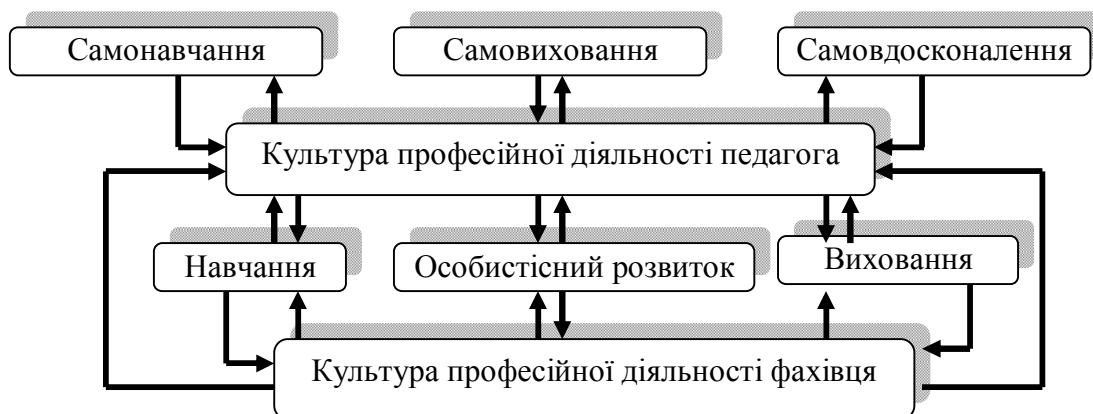 Самонавчання
Самовиховання
Самовдосконалення
Культура професійної діяльності педагога
Навчання
Особистісний розвиток
Виховання
Культура професійної діяльності фахівця